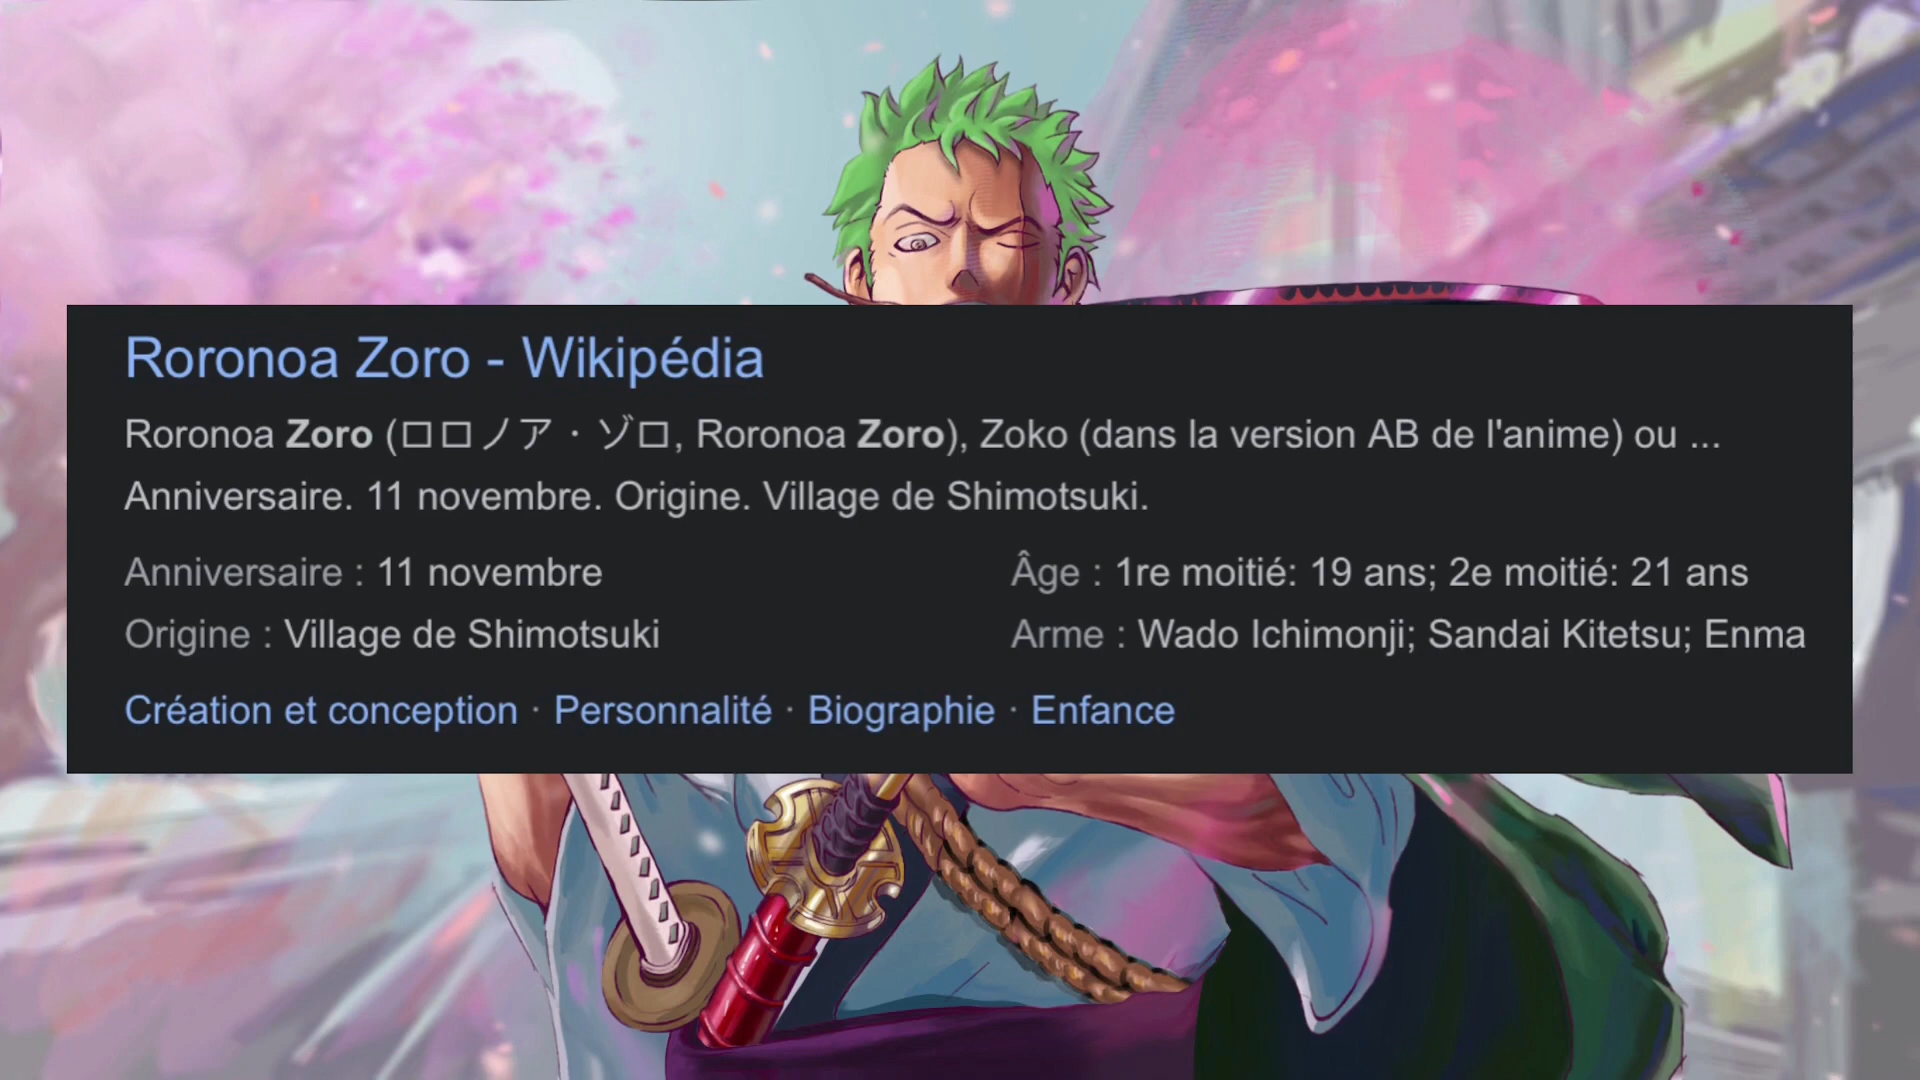 Roronoa Zoro - Wikipédia
Roronoa Zoro (ロロノア・ゾロ, Roronoa Zoro), Zoko (dans la version AB de l'anime) ou ...
Anniversaire. 11 novembre. Origine. Village de Shimotsuki.
Anniversaire : 11 novembre
Âge : 1re moitié: 19 ans; 2e moitié: 21 ans
Origine : Village de Shimotsuki
Arme : Wado Ichimonji; Sandai Kitetsu; Enma
Création et conception · Personnalité · Biographie · Enfance